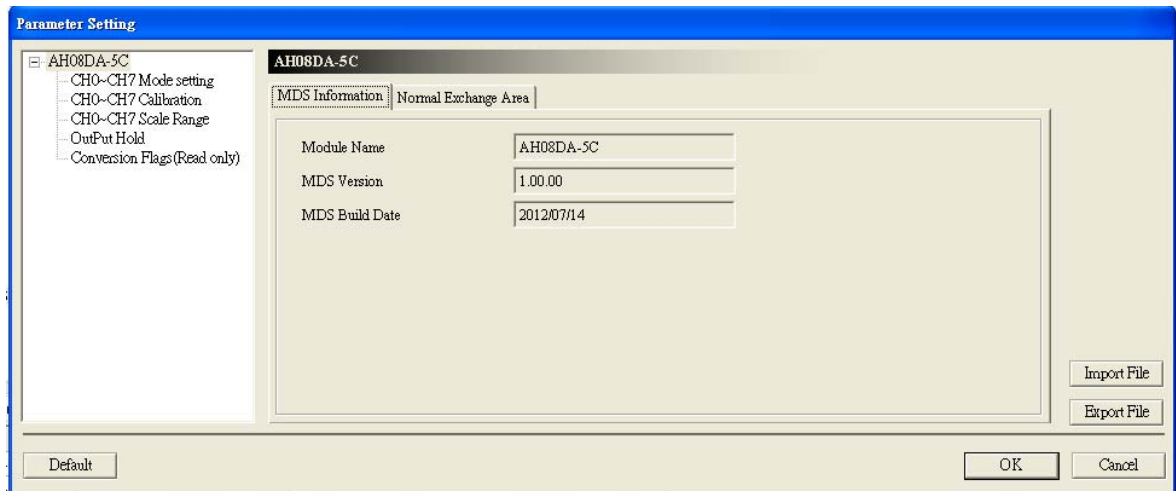 Parameter Setting
AH08DA-5C
CH0~CH7 Mode setting
CH0~CH7 Calibration
CH0~CH7 Scale Range
OutPut Hold
Conversion Flags(Read only)
AH08DA-5C
MDS Information
Normal Exchange Area
Module Name
AH08DA-5C
MDS Version
1.00.00
MDS Build Date
2012/07/14
Import File
Export File
Default
OK
Cancel